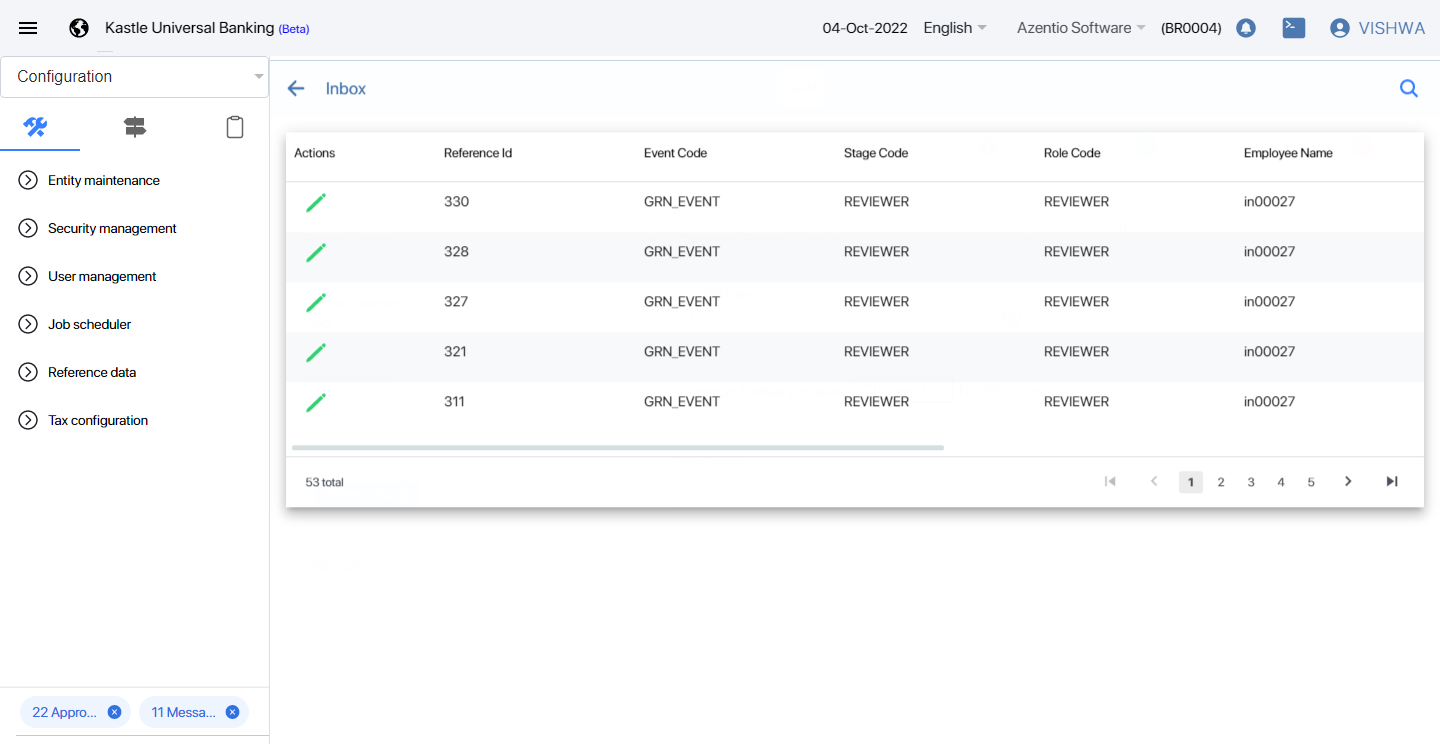 Kastle Universal Banking (Beta) 04-Oct-2022 English Azentio Software (BR0004) VISHWA
Configuration
Inbox
Entity maintenance
Security management
User management
Job scheduler
Reference data
Tax configuration
Actions Reference Id Event Code Stage Code Role Code Employee Name
330 GRN_EVENT REVIEWER REVIEWER in00027
328 GRN_EVENT REVIEWER REVIEWER in00027
327 GRN_EVENT REVIEWER REVIEWER in00027
321 GRN_EVENT REVIEWER REVIEWER in00027
311 GRN_EVENT REVIEWER REVIEWER in00027
53 total 1 2 3 4 5
22 Appro... 11 Messa...